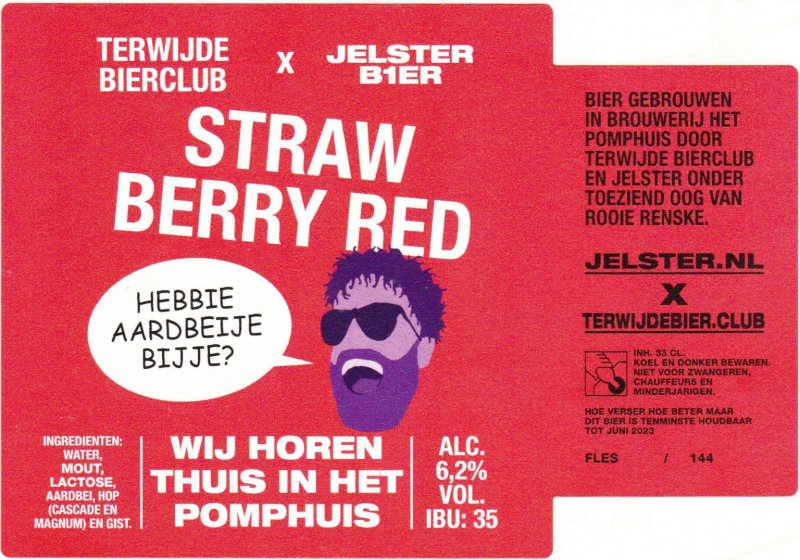 TERWIJDE
BIERCLUB
X
JELSTER
B1ER
STRAW
BERRY RED
HEBBIE
AARDBEIJE
BIJJE?
INGREDIENTEN:
WATER,
MOUT,
LACTOSE,
AARDBEI, HOP
(CASCADE EN
MAGNUM) EN GIST.
WIJ HOREN
THUIS IN HET
POMPHUIS
ALC.
6,2%
VOL.
IBU: 35
BIER GEBROUWEN
IN BROUWERIJ HET
POMPHUIS DOOR
TERWIJDE BIERCLUB
EN JELSTER ONDER
TOEZIEND OOG VAN
ROOIE RENSKE.
JELSTER.NL
X
TERWIJDEBIER.CLUB
INH. 33 CL.
KOEL EN DONKER BEWAREN.
NIET VOOR ZWANGEREN,
CHAUFFEURS EN
MINDERJARIGEN.
HOE VERSER HOE BETER MAAR
DIT BIER IS TENMINSTE HOUDBAAR
TOT JUNI 2023
FLES / 144